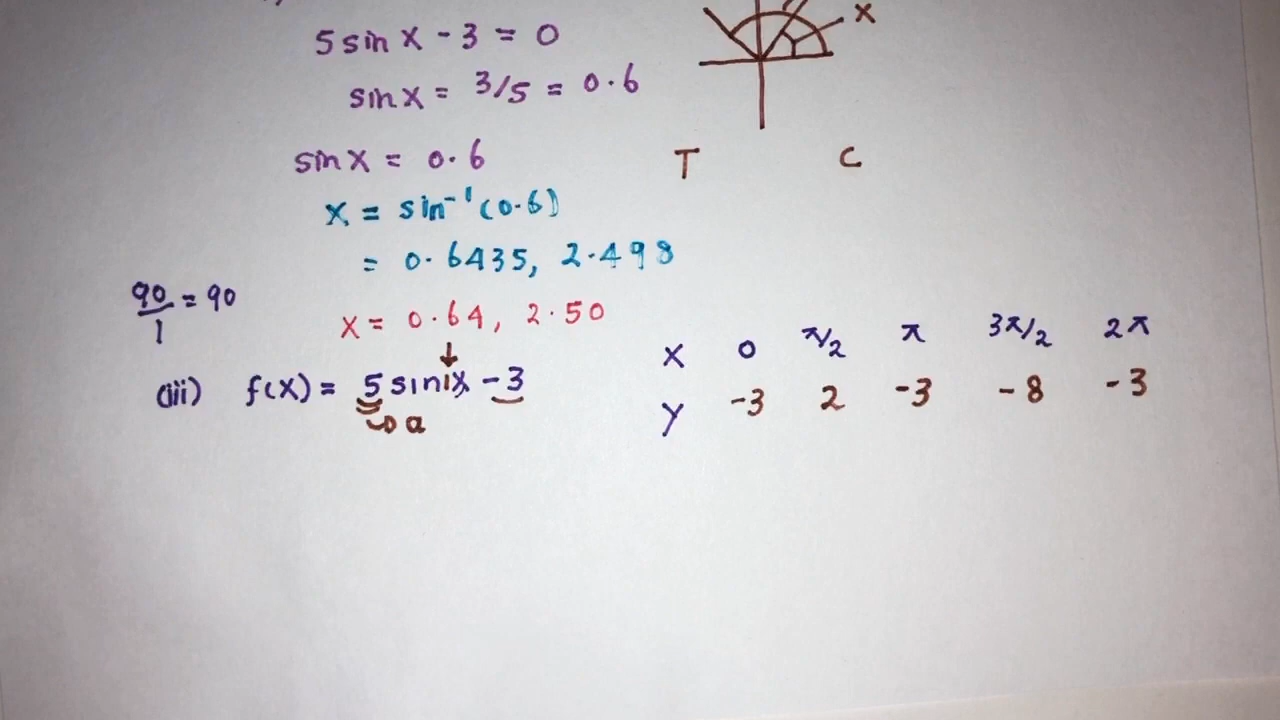 5 sin x - 3 = 0
sin x = 3/5 = 0.6
sin x = 0.6
x = sin⁻¹(0.6)
= 0.6435, 2.498
x = 0.64, 2.50
90/1 = 90
(iii) f(x) = 5 sin 1x - 3
a
x
T C
x 0 π/2 π 3π/2 2π
y -3 2 -3 -8 -3